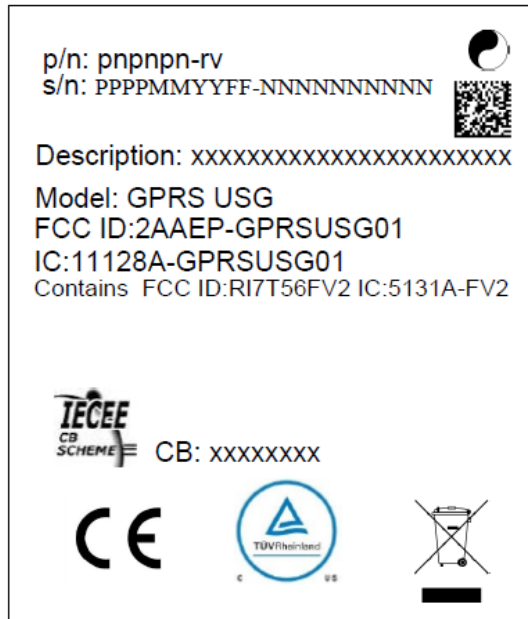 p/n: pnpnpn-rv
s/n: PPPPMMYYFF-NNNNNNNNNN
Description: xxxxxxxxxxxxxxxxxxxxxxx
Model: GPRS USG
FCC ID:2AAEP-GPRSUSG01
IC:11128A-GPRSUSG01
Contains FCC ID:RI7T56FV2 IC:5131A-FV2
IECEE
CB
SCHEME
CB: xxxxxxxx
CE
TÜVRheinland
C US